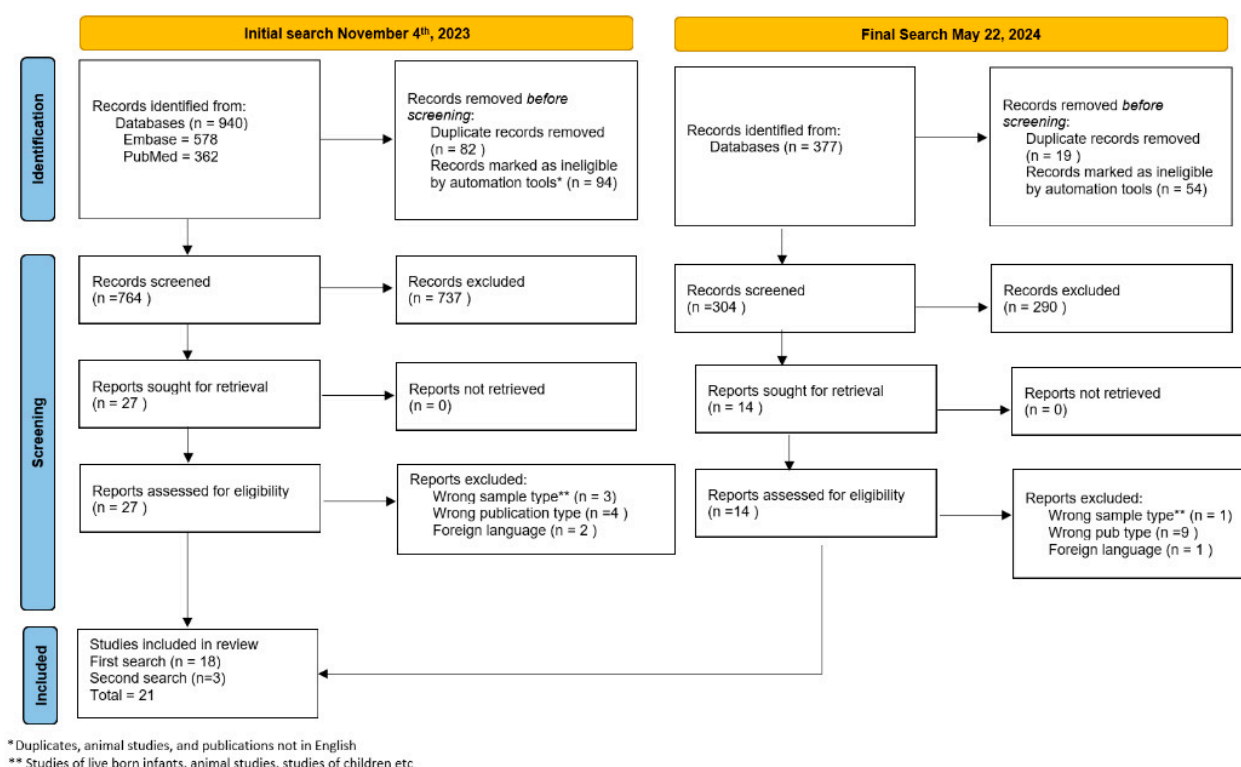 Initial search November 4th, 2023
Final Search May 22, 2024
Identification
Records identified from:
Databases (n = 940)
Embase = 578
PubMed = 362
Records removed before
screening:
Duplicate records removed
(n = 82 )
Records marked as ineligible
by automation tools* (n = 94)
Records identified from:
Databases (n = 377)
Records removed before
screening:
Duplicate records removed
(n = 19 )
Records marked as ineligible
by automation tools (n = 54)
Screening
Records screened
(n =764 )
Records excluded
(n = 737 )
Records screened
(n =304 )
Records excluded
(n = 290 )
Reports sought for retrieval
(n = 27 )
Reports not retrieved
(n = 0)
Reports sought for retrieval
(n = 14 )
Reports not retrieved
(n = 0)
Reports assessed for eligibility
(n = 27 )
Reports excluded:
Wrong sample type** (n = 3)
Wrong publication type (n =4 )
Foreign language (n = 2 )
Reports assessed for eligibility
(n =14 )
Reports excluded:
Wrong sample type** (n = 1)
Wrong pub type (n =9 )
Foreign language (n = 1 )
Included
Studies included in review
First search (n = 18)
Second search (n=3)
Total = 21
*Duplicates, animal studies, and publications not in English
** Studies of live born infants, animal studies, studies of children etc